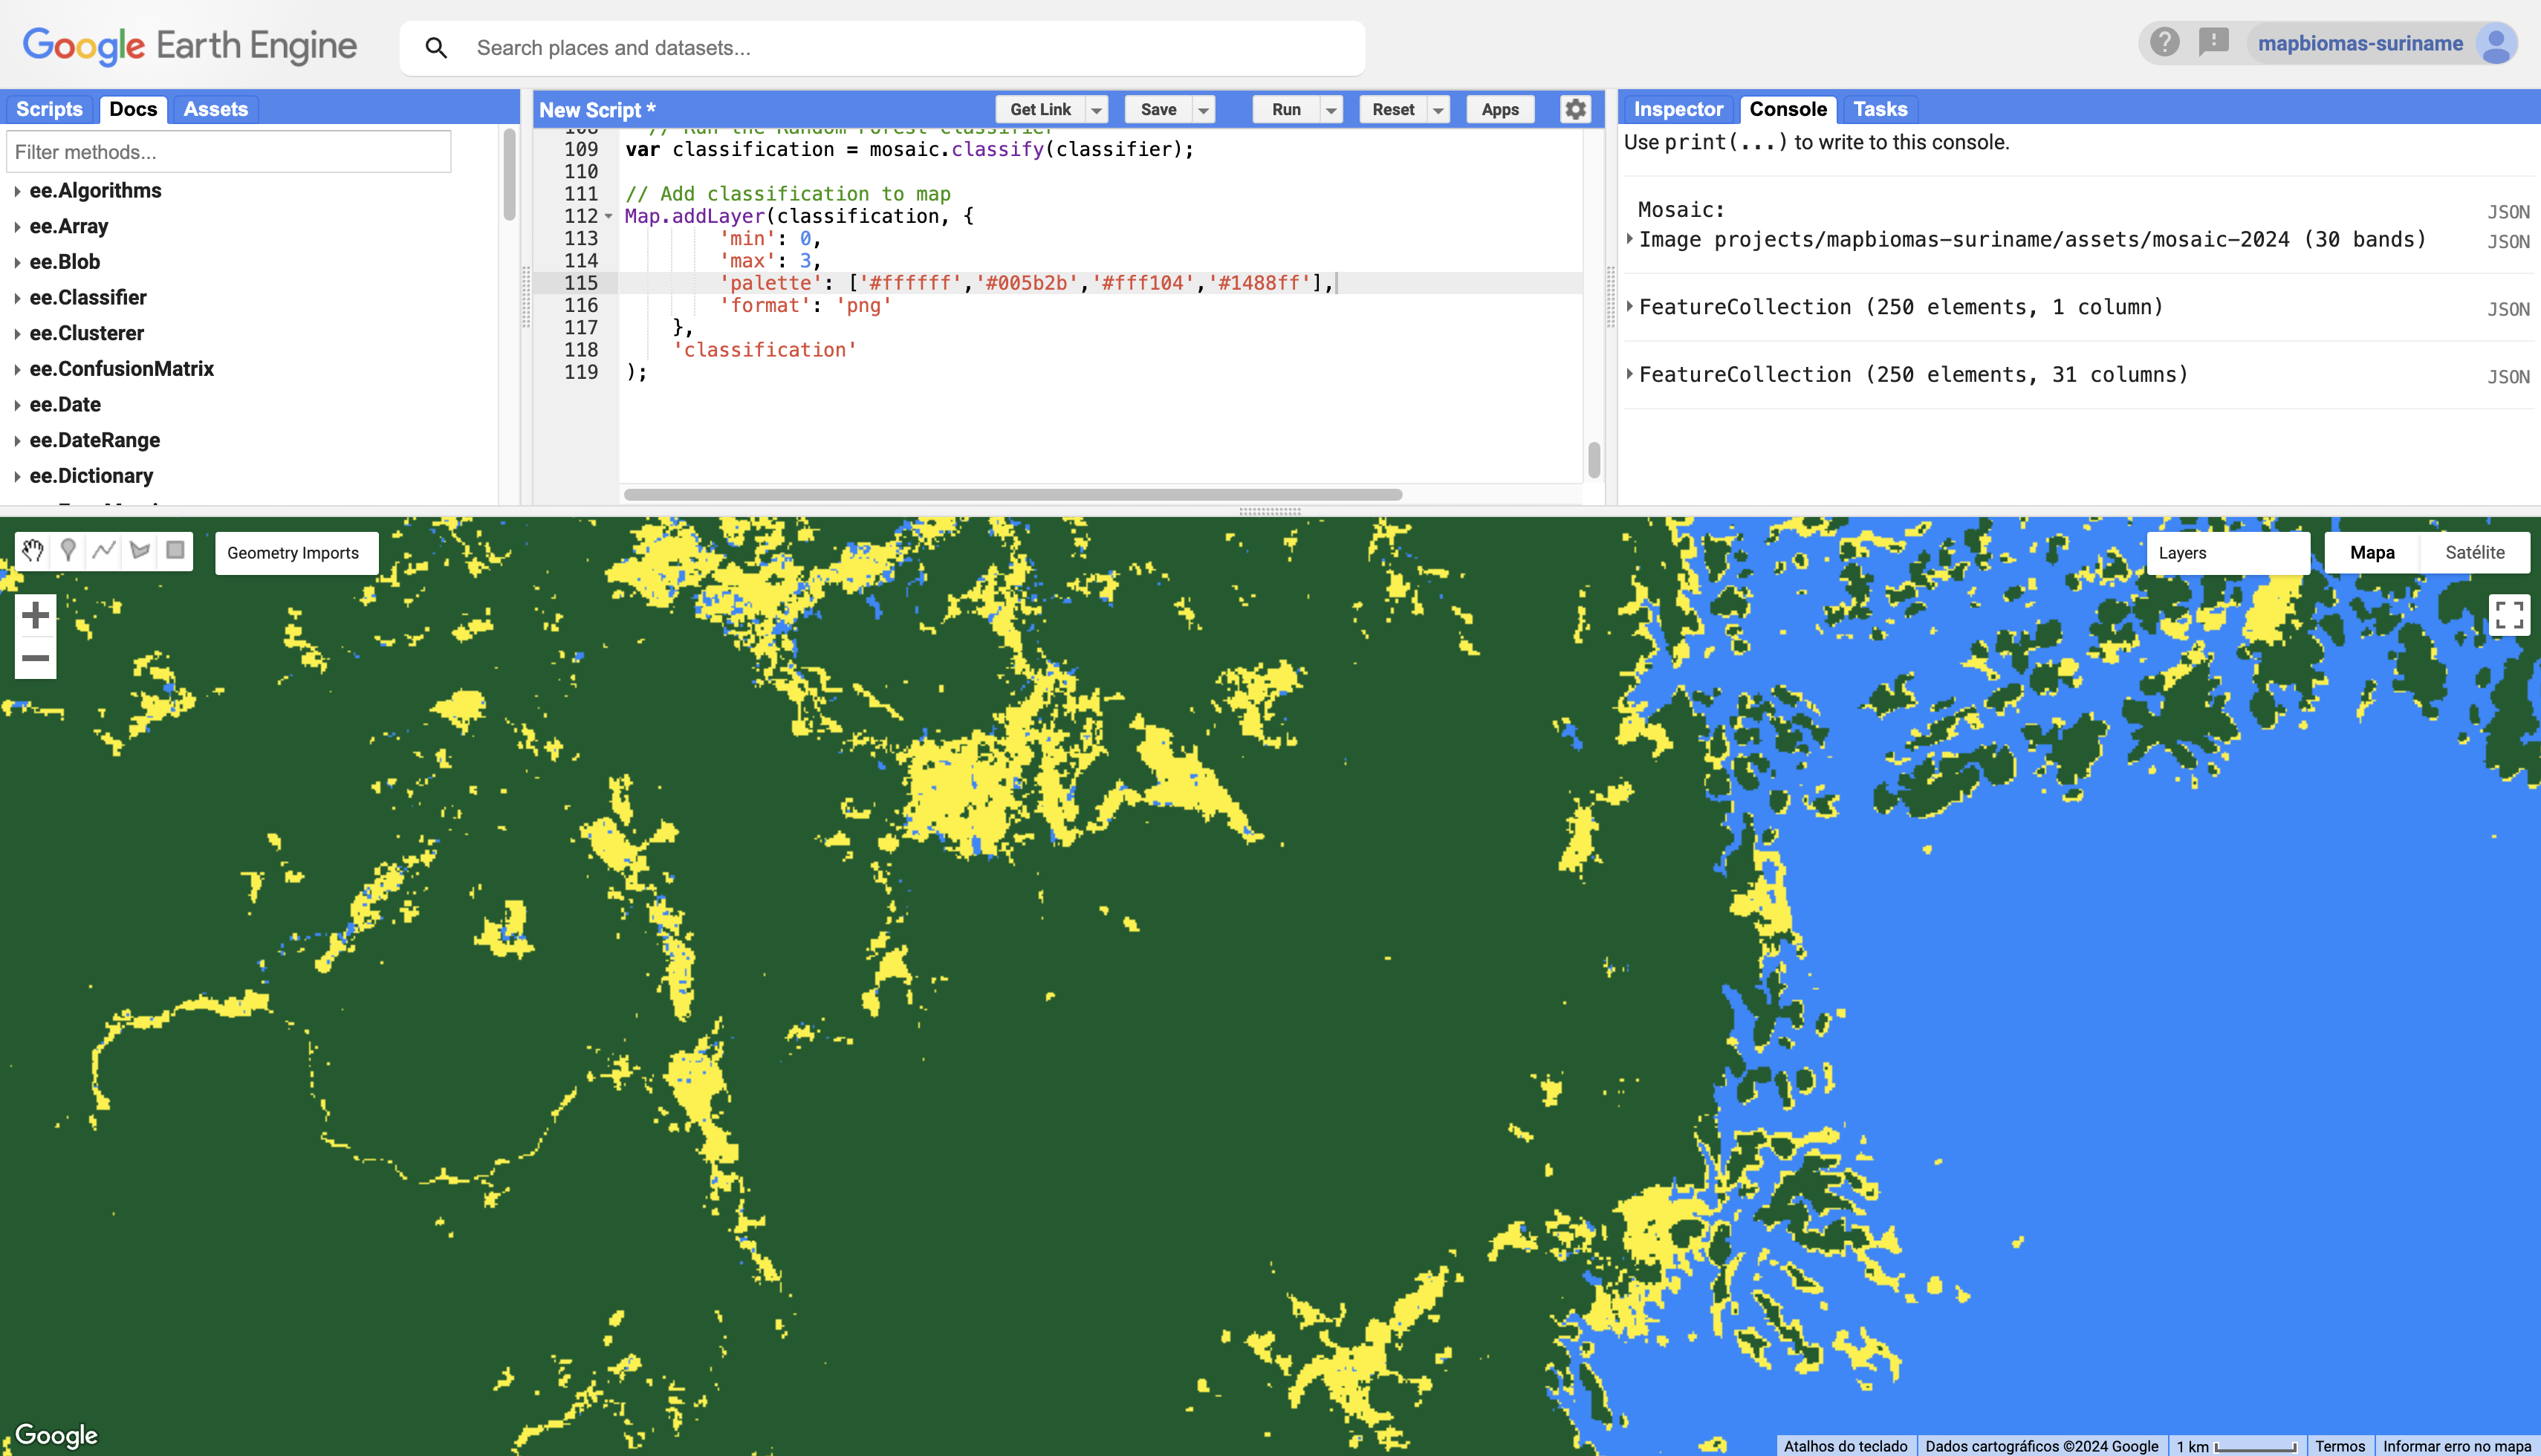 Google Earth Engine
Search places and datasets...
mapbiomas-suriname
Scripts
Docs
Assets
Filter methods...
ee.Algorithms
ee.Array
ee.Blob
ee.Classifier
ee.Clusterer
ee.ConfusionMatrix
ee.Date
ee.DateRange
ee.Dictionary
New Script *
Get Link
Save
Run
Reset
Apps
108 // Run the Random Forest classifier
109 var classification = mosaic.classify(classifier);
110
111 // Add classification to map
112 Map.addLayer(classification, {
113 'min': 0,
114 'max': 3,
115 'palette': ['#ffffff','#005b2b','#fff104','#1488ff'],
116 'format': 'png'
117 },
118 'classification'
119 );
Inspector
Console
Tasks
Use print(...) to write to this console.
Mosaic:
JSON
Image projects/mapbiomas-suriname/assets/mosaic-2024 (30 bands)
JSON
FeatureCollection (250 elements, 1 column)
JSON
FeatureCollection (250 elements, 31 columns)
JSON
Geometry Imports
Layers
Mapa
Satélite
Google
Atalhos do teclado
Dados cartográficos ©2024 Google
1 km
Termos
Informar erro no mapa